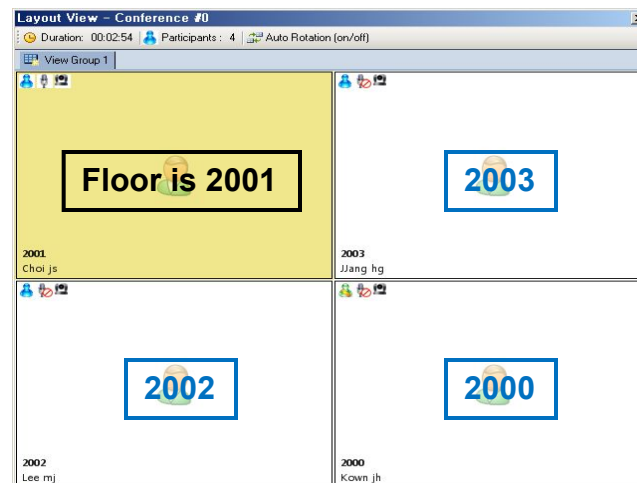 Layout View - Conference #0
Duration: 00:02:54 Participants: 4 Auto Rotation (on/off)
View Group 1
Floor is 2001
2001
Choi js
2003
2003
JJang hg
2002
2002
Lee mj
2000
2000
Kown jh